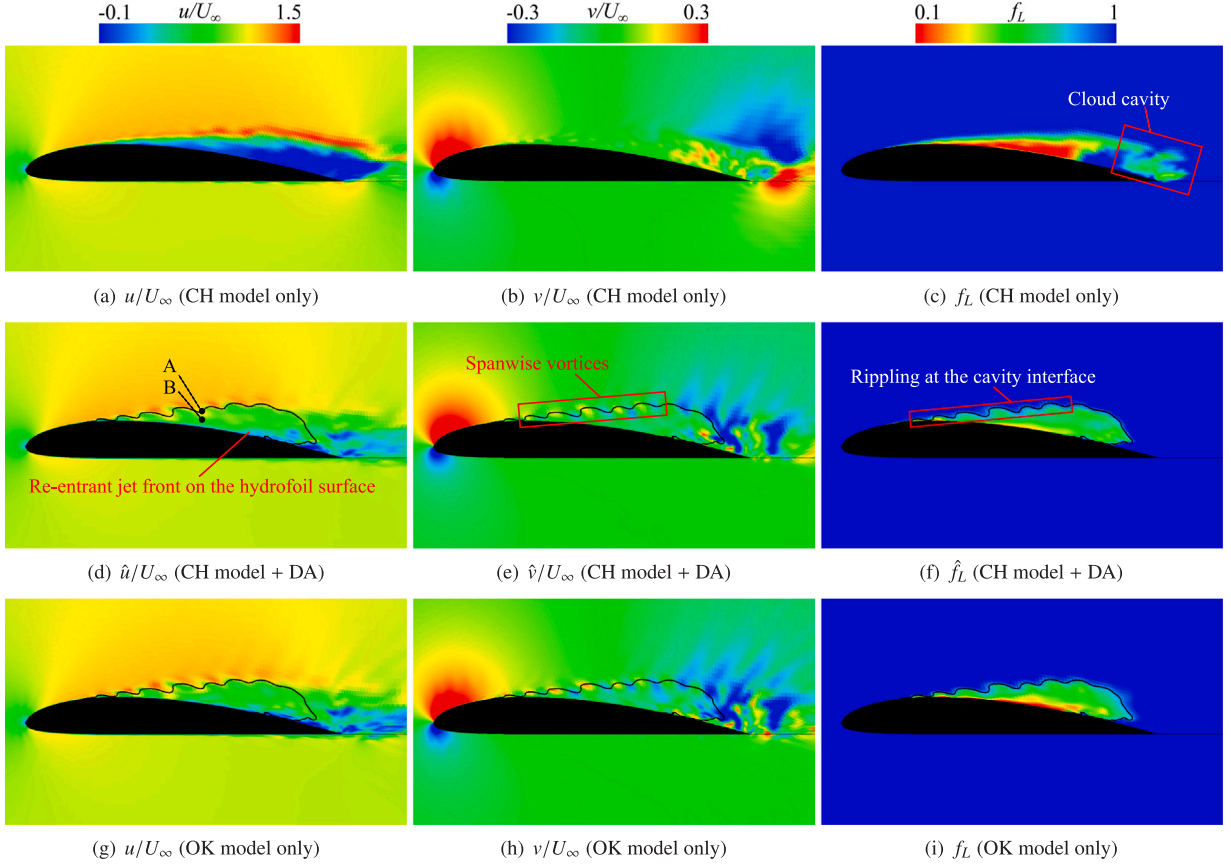 -0.1 u/U∞ 1.5
-0.3 v/U∞ 0.3
0.1 f_L 1
Cloud cavity
(a) u/U∞ (CH model only)
(b) v/U∞ (CH model only)
(c) f_L (CH model only)
A
B
Re-entrant jet front on the hydrofoil surface
Spanwise vortices
Rippling at the cavity interface
(d) û/U∞ (CH model + DA)
(e) v̂/U∞ (CH model + DA)
(f) f̂_L (CH model + DA)
(g) u/U∞ (OK model only)
(h) v/U∞ (OK model only)
(i) f_L (OK model only)